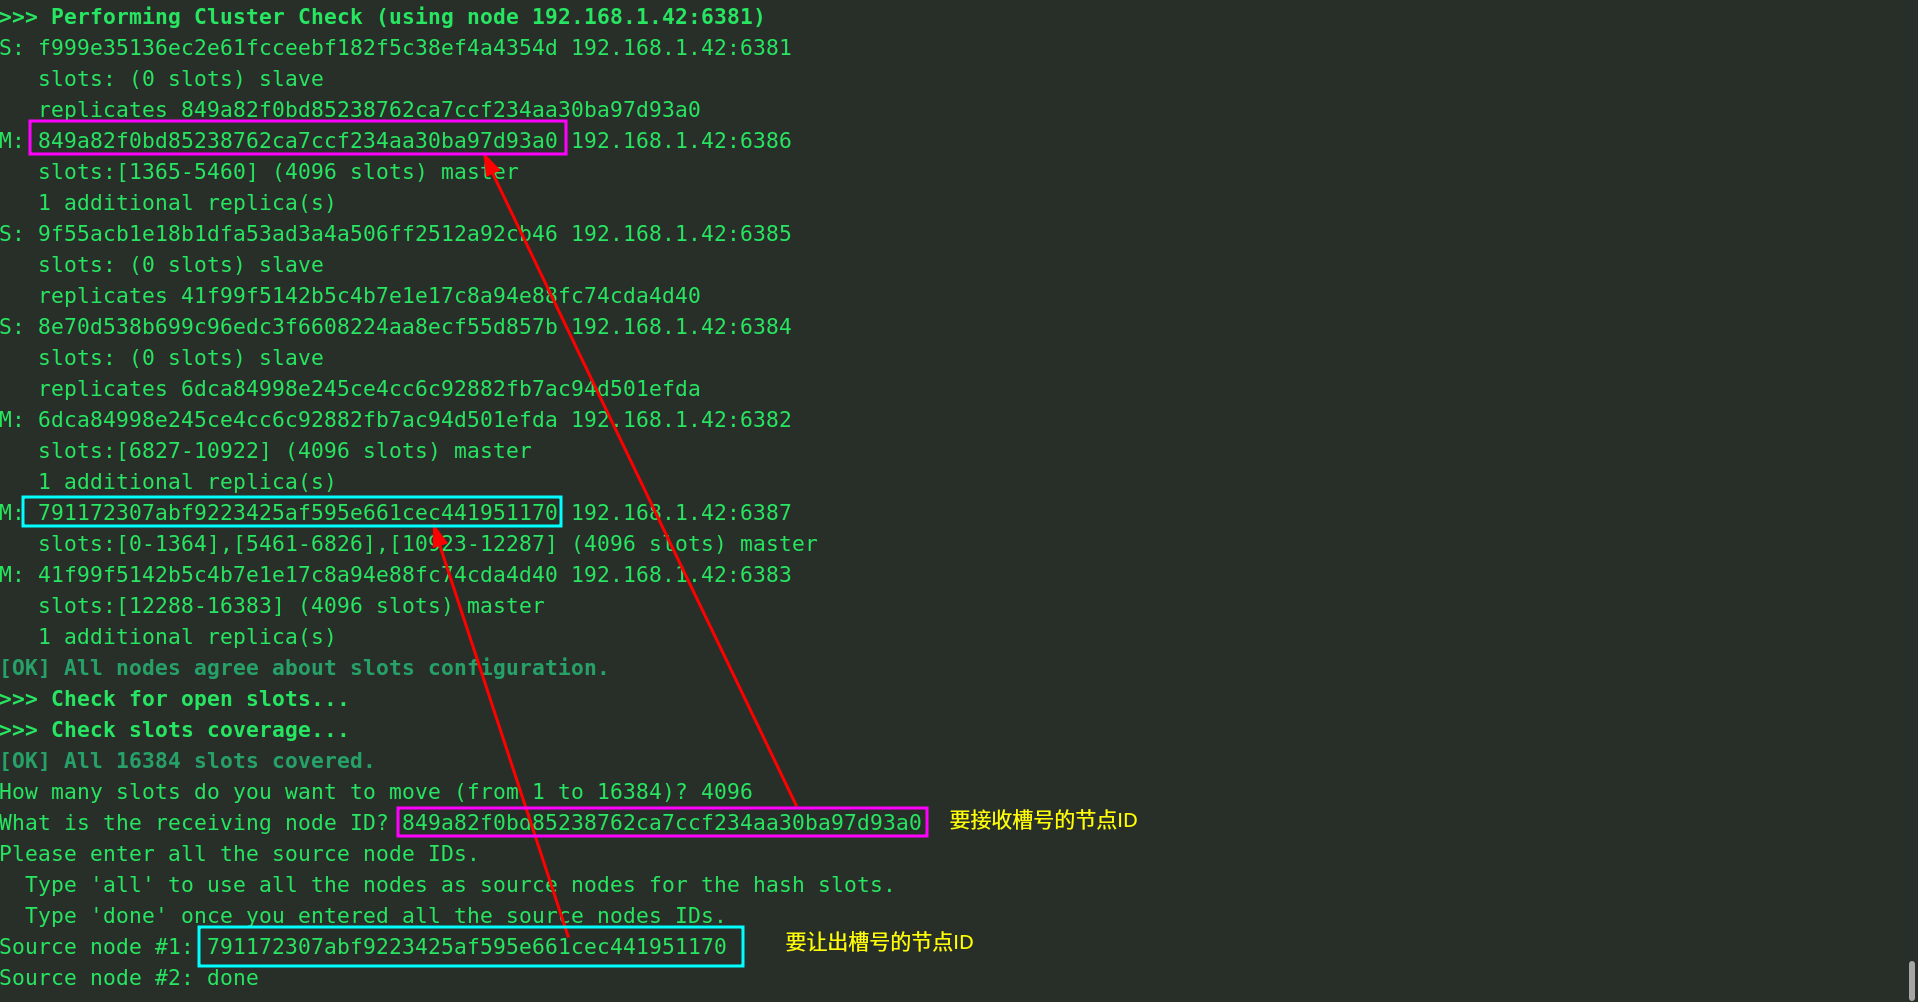 >>> Performing Cluster Check (using node 192.168.1.42:6381)
S: f999e35136ec2e61fcceebf182f5c38ef4a4354d 192.168.1.42:6381
   slots: (0 slots) slave
   replicates 849a82f0bd85238762ca7ccf234aa30ba97d93a0
M: 849a82f0bd85238762ca7ccf234aa30ba97d93a0 192.168.1.42:6386
   slots:[1365-5460] (4096 slots) master
   1 additional replica(s)
S: 9f55acb1e18b1dfa53ad3a4a506ff2512a92cb46 192.168.1.42:6385
   slots: (0 slots) slave
   replicates 41f99f5142b5c4b7e1e17c8a94e88fc74cda4d40
S: 8e70d538b699c96edc3f6608224aa8ecf55d857b 192.168.1.42:6384
   slots: (0 slots) slave
   replicates 6dca84998e245ce4cc6c92882fb7ac94d501efda
M: 6dca84998e245ce4cc6c92882fb7ac94d501efda 192.168.1.42:6382
   slots:[6827-10922] (4096 slots) master
   1 additional replica(s)
M: 791172307abf9223425af595e661cec441951170 192.168.1.42:6387
   slots:[0-1364],[5461-6826],[10923-12287] (4096 slots) master
M: 41f99f5142b5c4b7e1e17c8a94e88fc74cda4d40 192.168.1.42:6383
   slots:[12288-16383] (4096 slots) master
   1 additional replica(s)
[OK] All nodes agree about slots configuration.
>>> Check for open slots...
>>> Check slots coverage...
[OK] All 16384 slots covered.
How many slots do you want to move (from 1 to 16384)? 4096
What is the receiving node ID? 849a82f0bd85238762ca7ccf234aa30ba97d93a0 要接收槽号的节点ID
Please enter all the source node IDs.
  Type 'all' to use all the nodes as source nodes for the hash slots.
  Type 'done' once you entered all the source nodes IDs.
Source node #1: 791172307abf9223425af595e661cec441951170 要让出槽号的节点ID
Source node #2: done